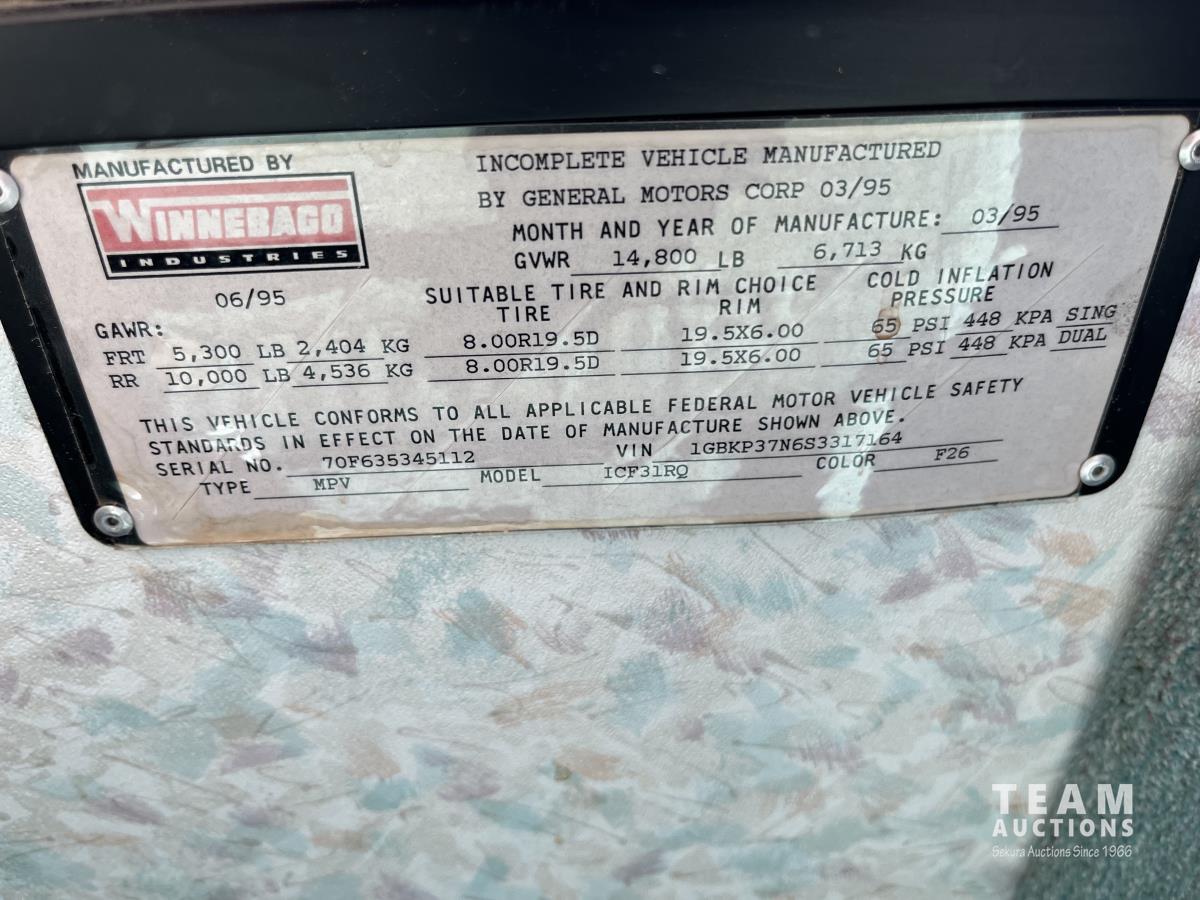 MANUFACTURED BY
WINNEBAGO
INDUSTRIES
06/95
INCOMPLETE VEHICLE MANUFACTURED
BY GENERAL MOTORS CORP 03/95
MONTH AND YEAR OF MANUFACTURE: 03/95
GVWR 14,800 LB 6,713 KG
SUITABLE TIRE AND RIM CHOICE
TIRE RIM
COLD INFLATION
PRESSURE
GAWR:
FRT 5,300 LB 2,404 KG 8.00R19.5D 19.5X6.00 65 PSI 448 KPA SING
RR 10,000 LB 4,536 KG 8.00R19.5D 19.5X6.00 65 PSI 448 KPA DUAL
THIS VEHICLE CONFORMS TO ALL APPLICABLE FEDERAL MOTOR VEHICLE SAFETY
STANDARDS IN EFFECT ON THE DATE OF MANUFACTURE SHOWN ABOVE.
SERIAL NO. 70F635345112 VIN 1GBKP37N6S3317164
TYPE MPV MODEL ICF31RQ COLOR F26
TEAM
AUCTIONS
Sekura Auctions Since 1966